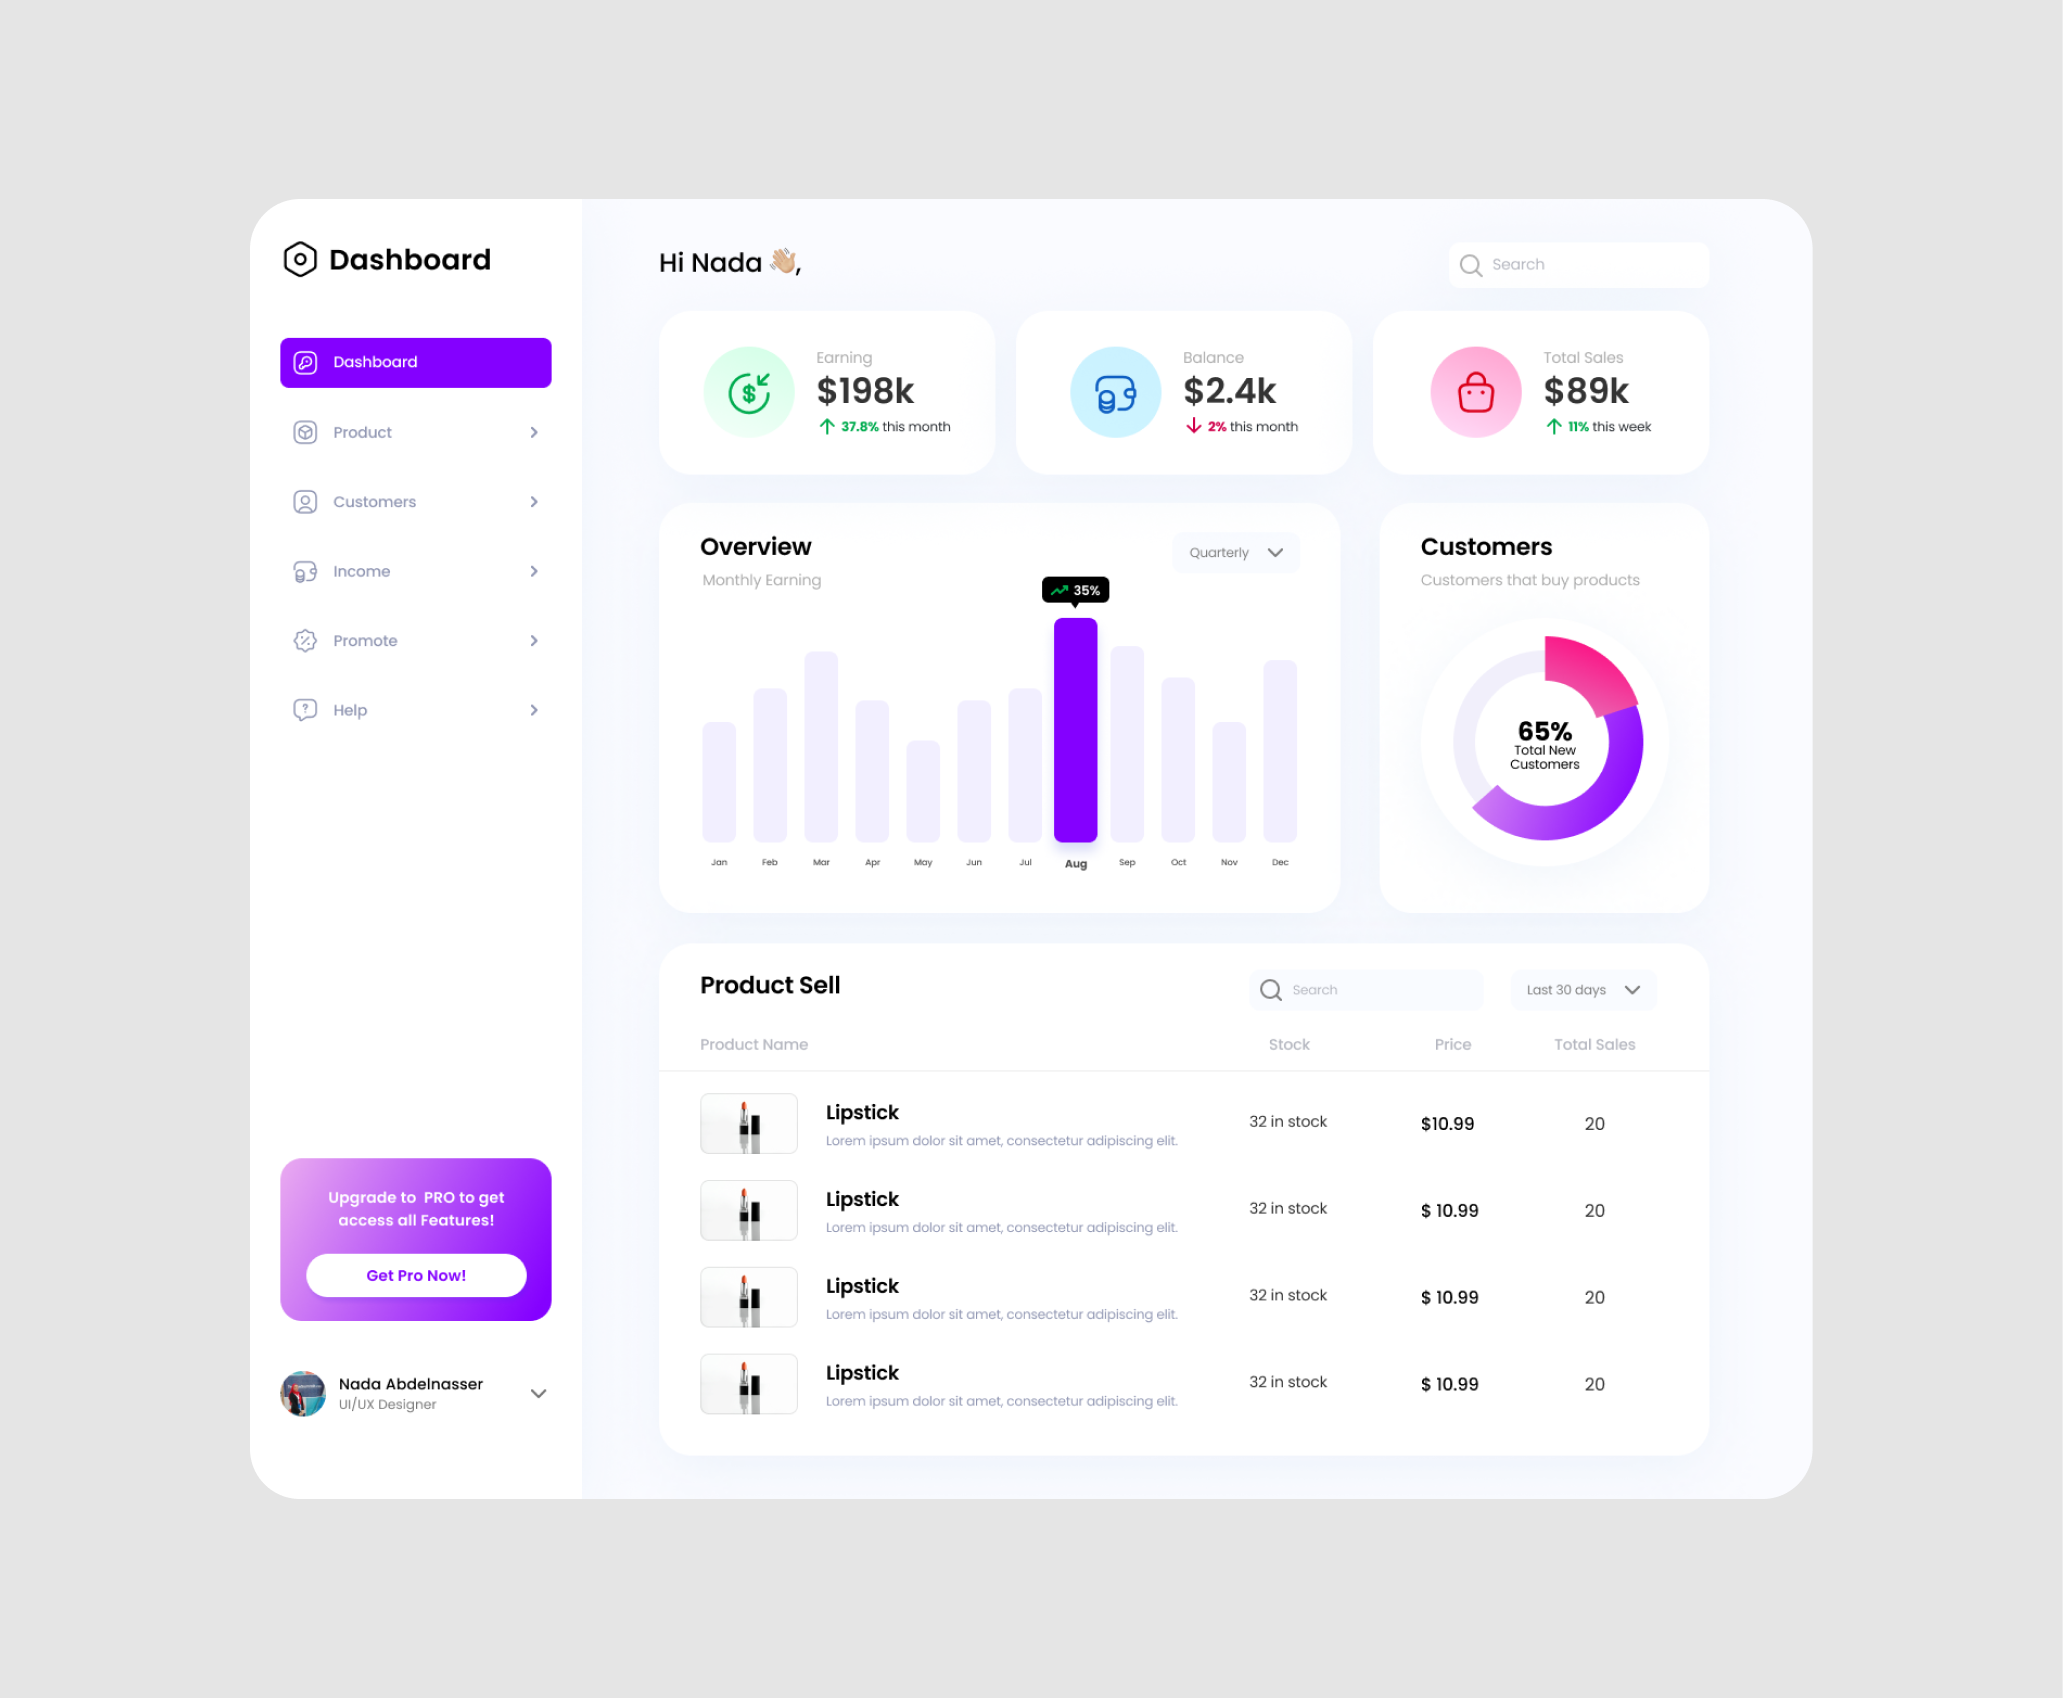 Dashboard
Dashboard
Product
Customers
Income
Promote
Help
Upgrade to  PRO to get
access all Features!
Get Pro Now!
Nada Abdelnasser
UI/UX Designer
Hi Nada 👋🏼,
Search
Earning
$198k
37.8% this month
Balance
$2.4k
2% this month
Total Sales
$89k
11% this week
Overview
Monthly Earning
Quarterly
35%
Jan Feb Mar Apr May Jun Jul Aug Sep Oct Nov Dec
Customers
Customers that buy products
65%
Total New
Customers
Product Sell
Search
Last 30 days
Product Name Stock Price Total Sales
Lipstick
Lorem ipsum dolor sit amet, consectetur adipiscing elit.
32 in stock $10.99 20
Lipstick
Lorem ipsum dolor sit amet, consectetur adipiscing elit.
32 in stock $ 10.99 20
Lipstick
Lorem ipsum dolor sit amet, consectetur adipiscing elit.
32 in stock $ 10.99 20
Lipstick
Lorem ipsum dolor sit amet, consectetur adipiscing elit.
32 in stock $ 10.99 20